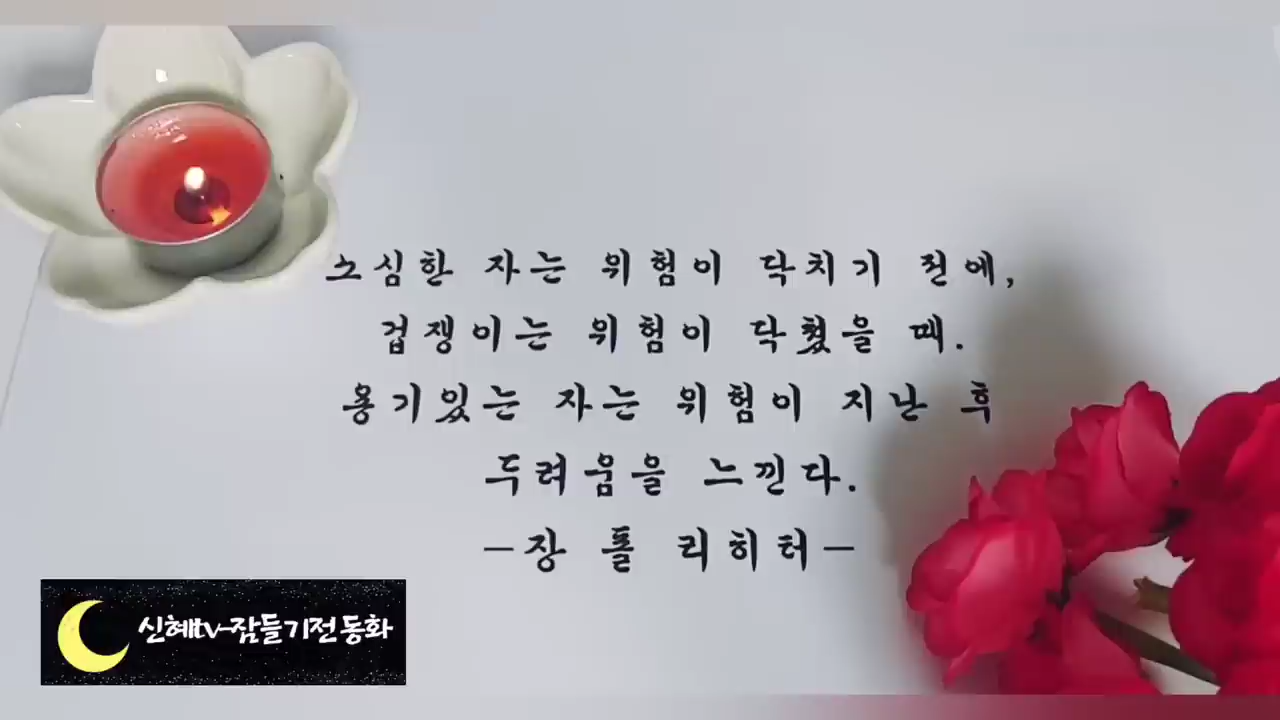 소심한 자는 위험이 닥치기 전에,
겁쟁이는 위험이 닥쳤을 때.
용기있는 자는 위험이 지난 후
두려움을 느낀다.
-장 폴 리히터-
신혜tv-잠들기전동화